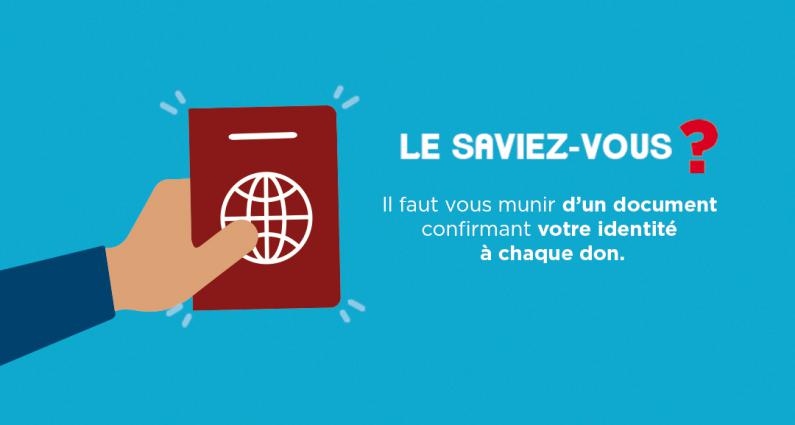 LE SAVIEZ-VOUS ?
Il faut vous munir d'un document
confirmant votre identité
à chaque don.